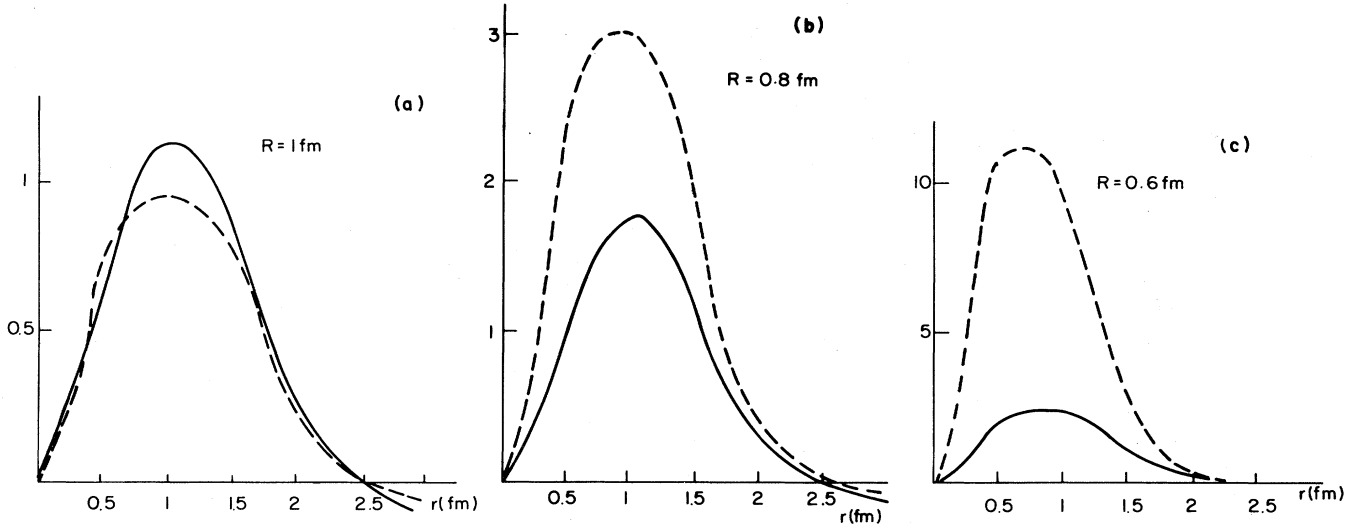 (a)
R = 1 fm
1
0.5
0.5 1 1.5 2 2.5 r(fm)
(b)
R = 0.8 fm
3
2
1
0.5 1 1.5 2 2.5
r(fm)
(c)
R = 0.6 fm
10
5
0.5 1 1.5 2 2.5 r(fm)